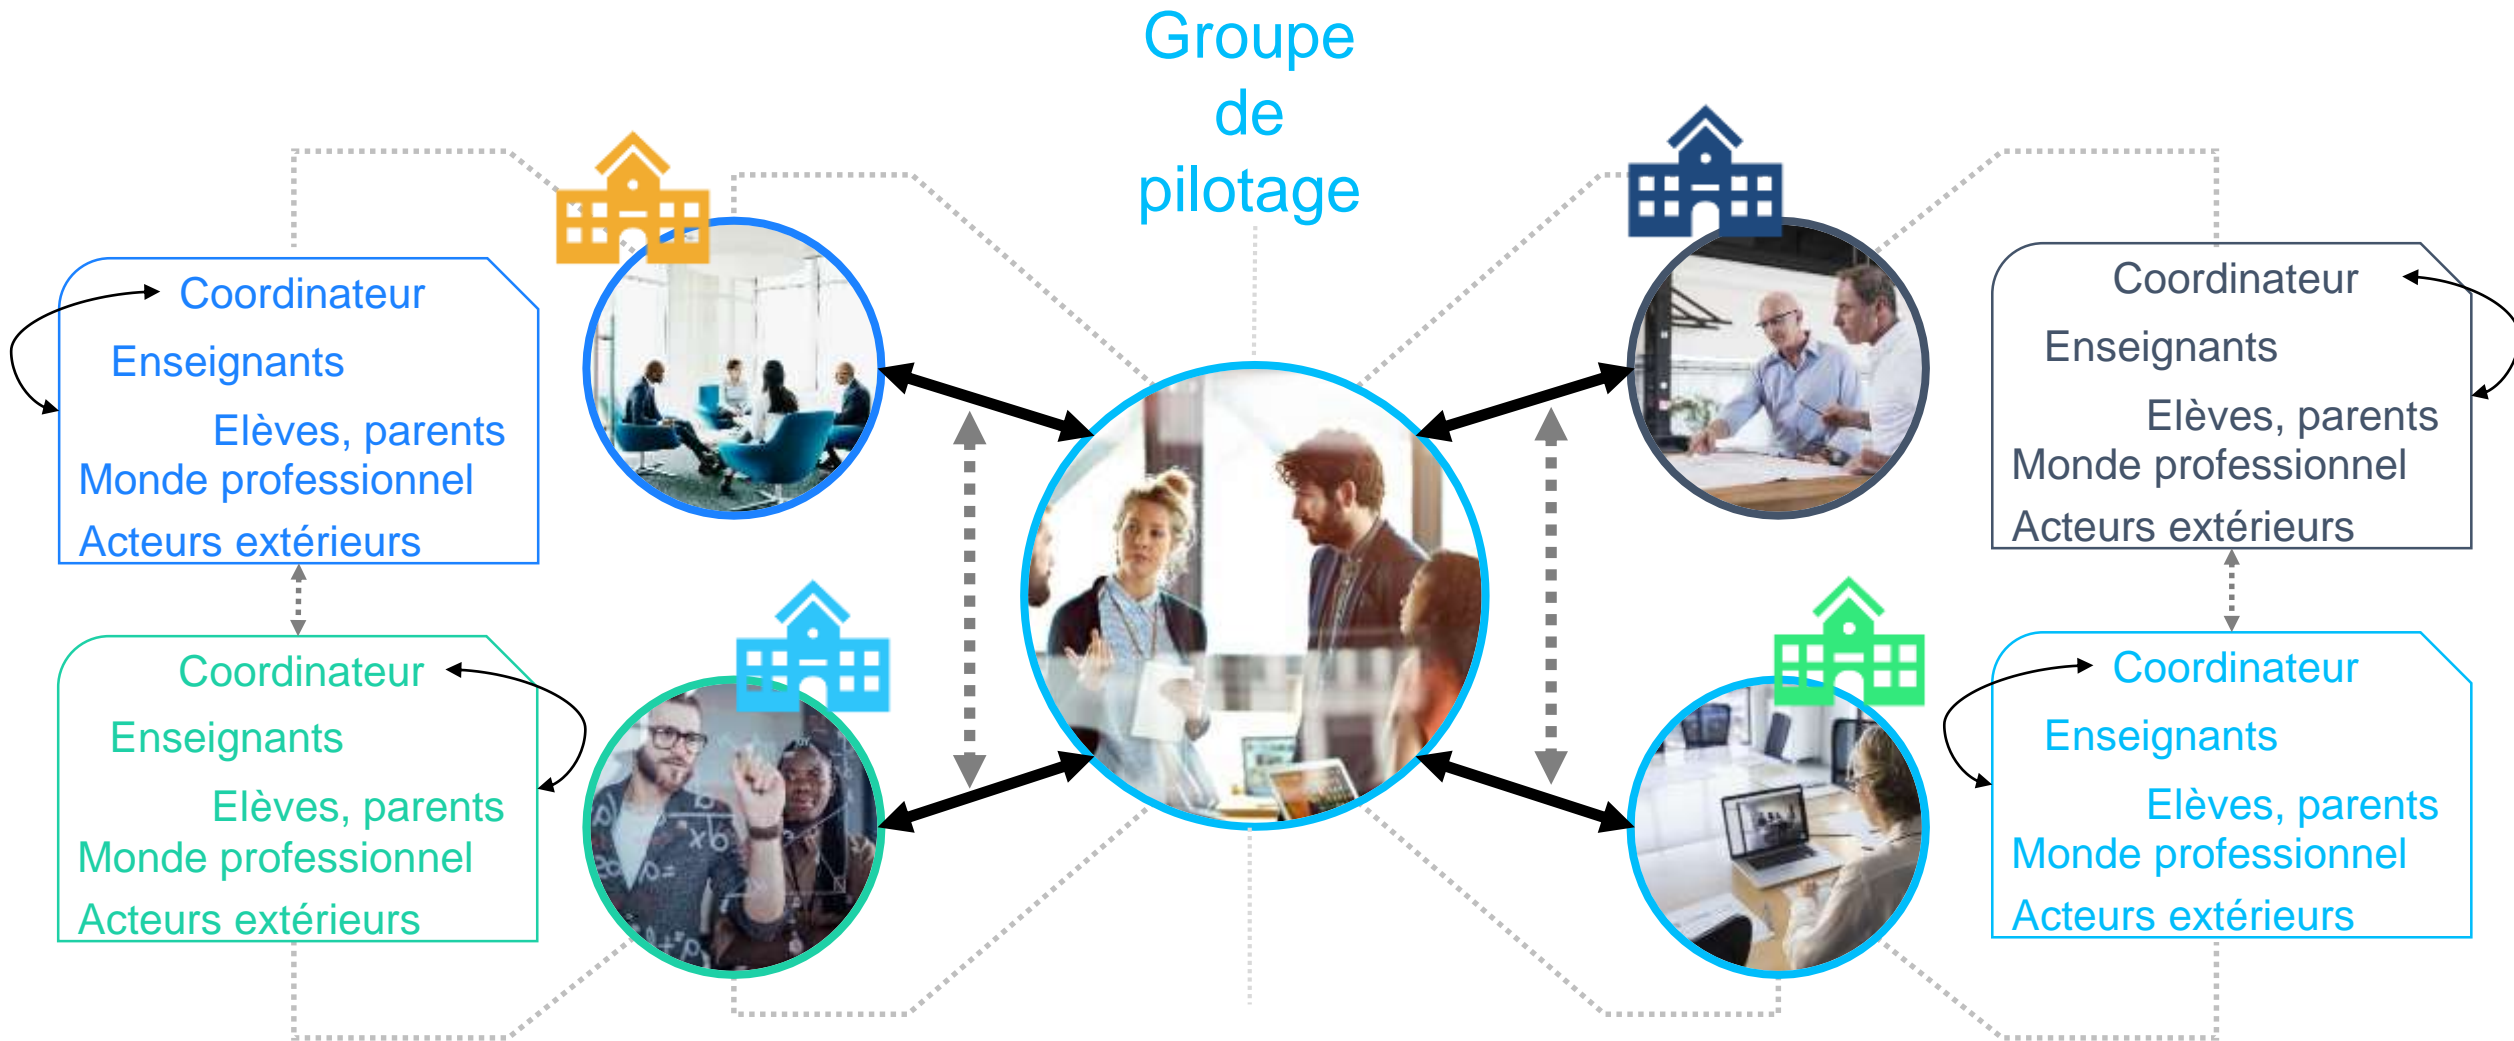 Groupe
de
pilotage
Coordinateur
Enseignants
Elèves, parents
Monde professionnel
Acteurs extérieurs
Coordinateur
Enseignants
Elèves, parents
Monde professionnel
Acteurs extérieurs
Coordinateur
Enseignants
Elèves, parents
Monde professionnel
Acteurs extérieurs
Coordinateur
Enseignants
Elèves, parents
Monde professionnel
Acteurs extérieurs